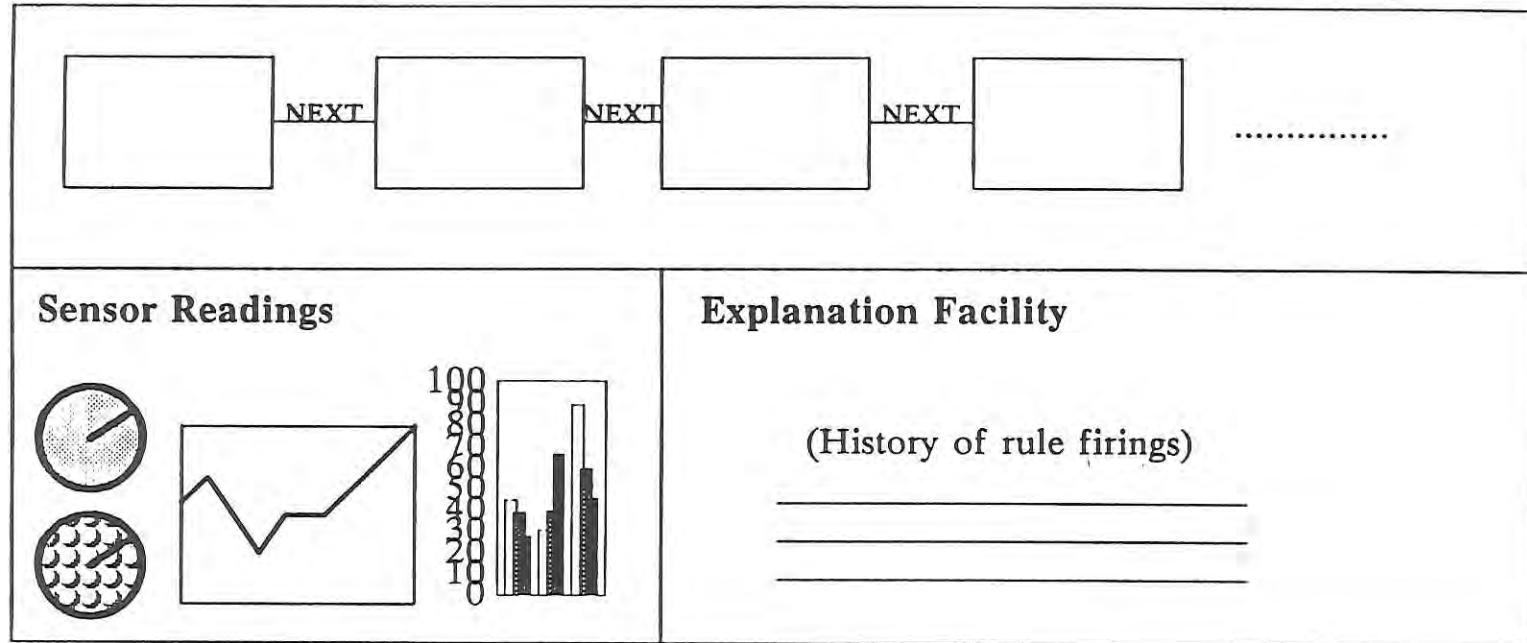 NEXT NEXT NEXT ...............
Sensor Readings
Explanation Facility
100
90
80
70
60
50
40
30
20
10
0
(History of rule firings)